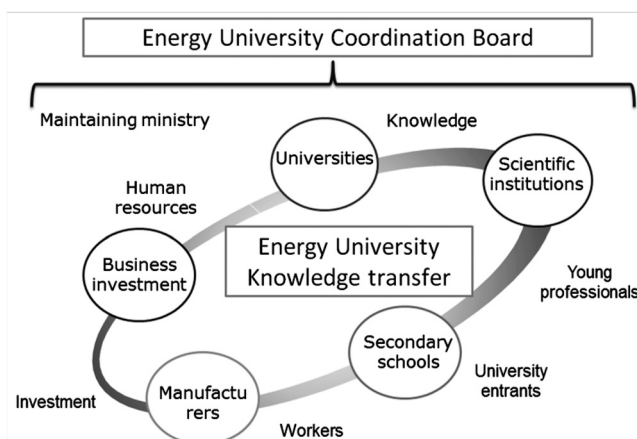 Energy University Coordination Board
Maintaining ministry
Knowledge
Universities
Scientific
institutions
Human
resources
Energy University
Knowledge transfer
Business
investment
Young
professionals
Secondary
schools
University
entrants
Manufactu
rers
Investment
Workers